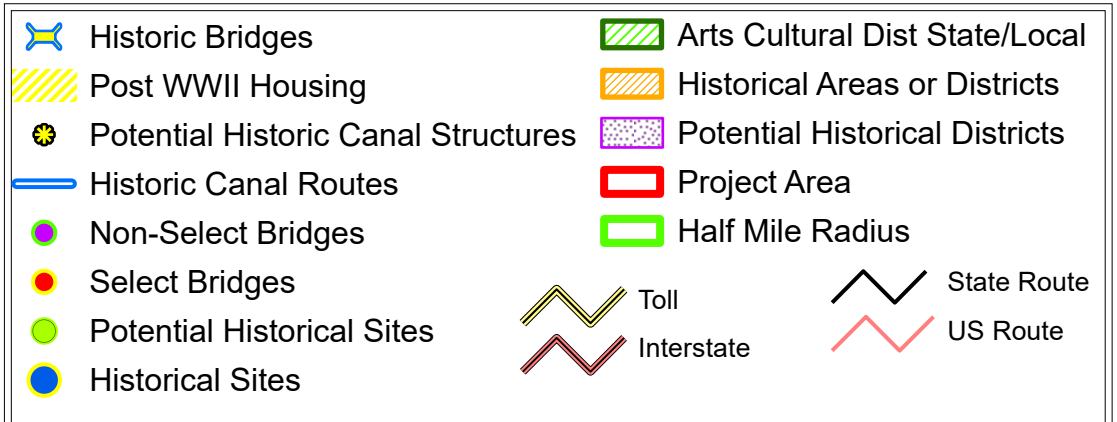 Historic Bridges
Post WWII Housing
Potential Historic Canal Structures
Historic Canal Routes
Non-Select Bridges
Select Bridges
Potential Historical Sites
Historical Sites
Arts Cultural Dist State/Local
Historical Areas or Districts
Potential Historical Districts
Project Area
Half Mile Radius
Toll
Interstate
State Route
US Route